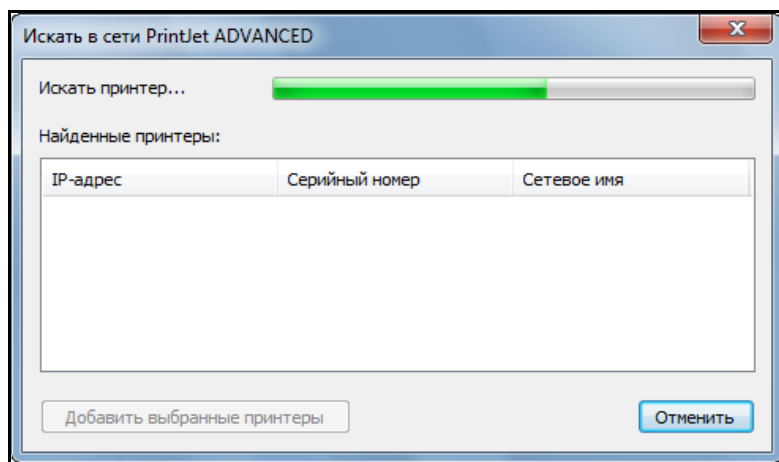 Искать в сети PrintJet ADVANCED
Искать принтер...
Найденные принтеры:
IP-адрес Серийный номер Сетевое имя
Добавить выбранные принтеры Отменить